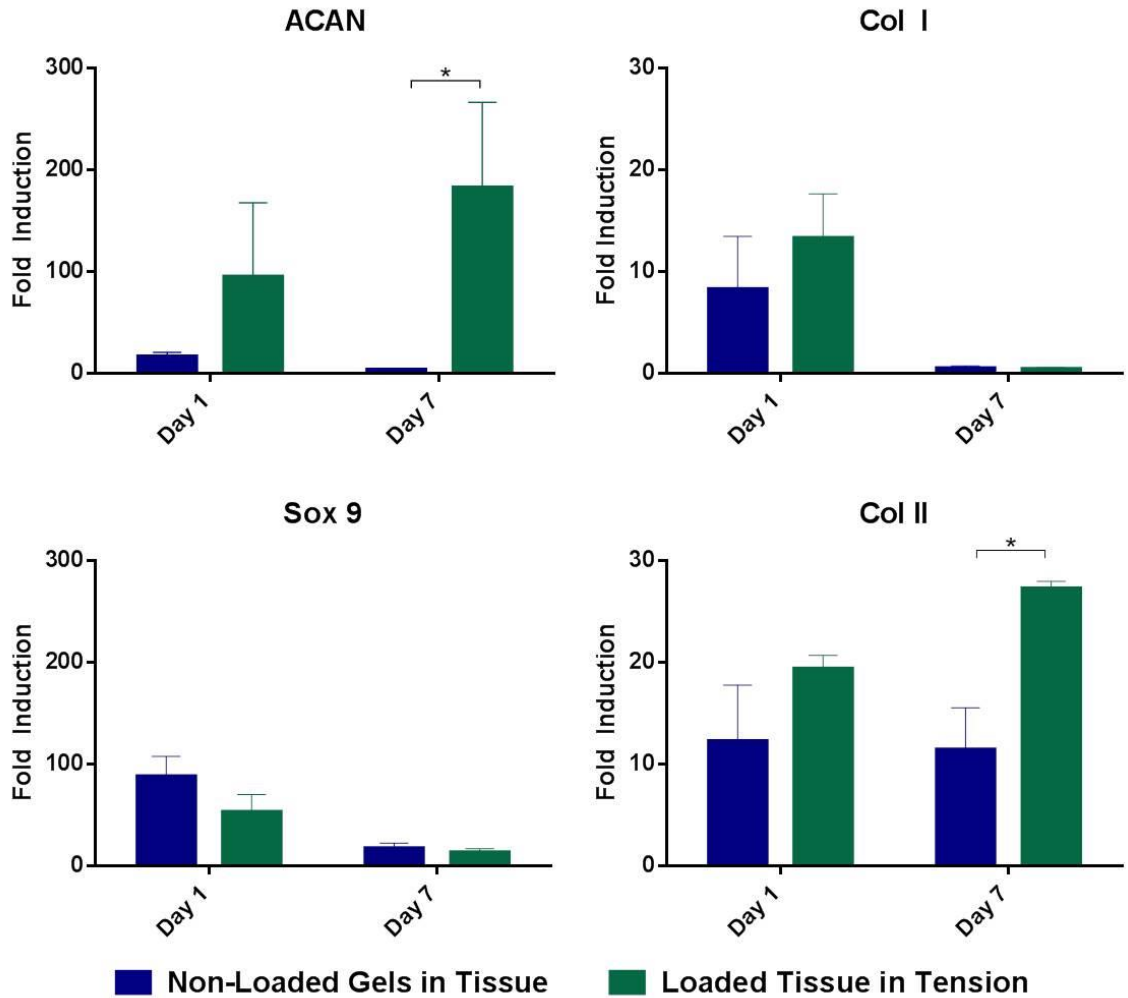 ACAN
300
200
100
0
Fold Induction
*
Day 1
Day 7
Col I
30
20
10
0
Fold Induction
Day 1
Day 7
Sox 9
300
200
100
0
Fold Induction
Day 1
Day 7
Col II
30
20
10
0
Fold Induction
*
Day 1
Day 7
Non-Loaded Gels in Tissue
Loaded Tissue in Tension